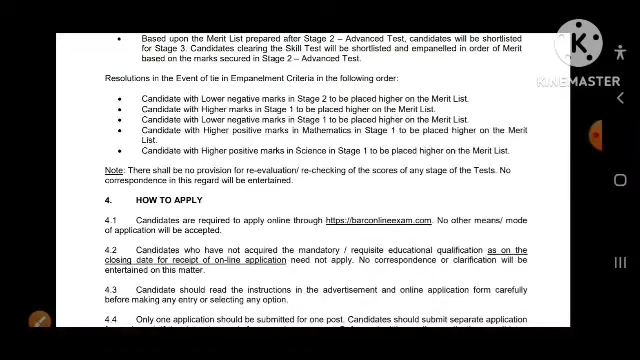 • Based upon the Merit List prepared after Stage 2 – Advanced Test, candidates will be shortlisted
for Stage 3. Candidates clearing the Skill Test will be shortlisted and empanelled in order of Merit
based on the marks secured in Stage 2 – Advanced Test.
Resolutions in the Event of tie in Empanelment Criteria in the following order:
• Candidate with Lower negative marks in Stage 2 to be placed higher on the Merit List.
• Candidate with Higher marks in Stage 1 to be placed higher on the Merit List.
• Candidate with Lower negative marks in Stage 1 to be placed higher on the Merit List.
• Candidate with Higher positive marks in Mathematics in Stage 1 to be placed higher on the Merit
List.
• Candidate with Higher positive marks in Science in Stage 1 to be placed higher on the Merit List.
Note: There shall be no provision for re-evaluation/ re-checking of the scores of any stage of the Tests. No
correspondence in this regard will be entertained.
4. HOW TO APPLY
4.1 Candidates are required to apply online through https://barconlineexam.com. No other means/ mode
of application will be accepted.
4.2 Candidates who have not acquired the mandatory / requisite educational qualification as on the
closing date for receipt of on-line application need not apply. No correspondence or clarification will be
entertained on this matter.
4.3 Candidate should read the instructions in the advertisement and online application form carefully
before making any entry or selecting any option.
4.4 Only one application should be submitted for one post. Candidates should submit separate application
KINEMASTER